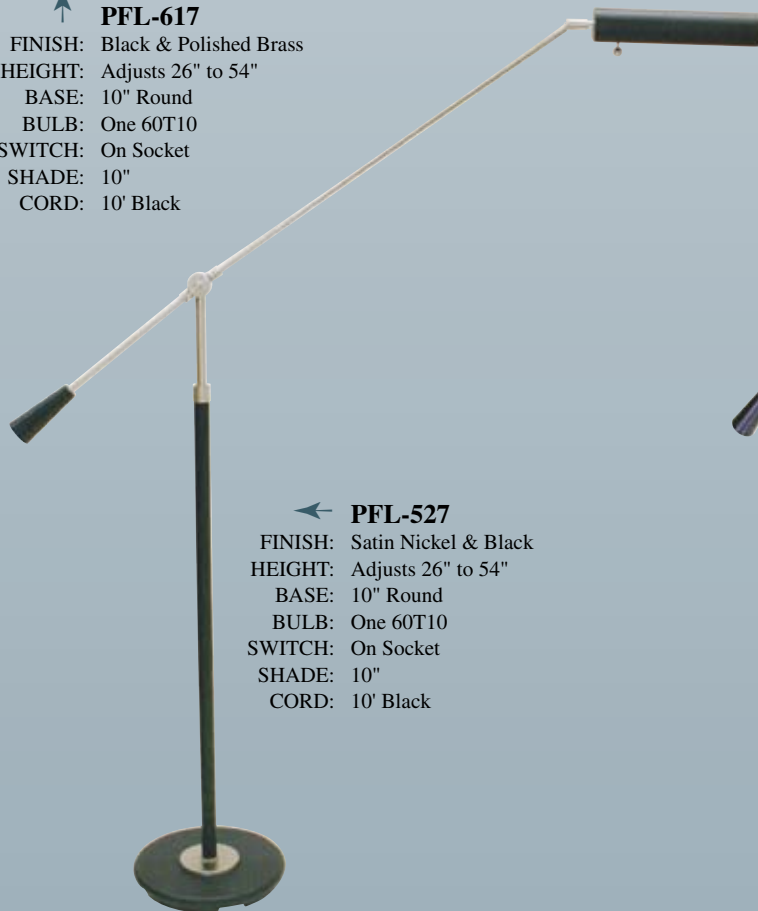 PFL-617
FINISH: Black & Polished Brass
HEIGHT: Adjusts 26" to 54"
BASE: 10" Round
BULB: One 60T10
SWITCH: On Socket
SHADE: 10"
CORD: 10' Black
PFL-527
FINISH: Satin Nickel & Black
HEIGHT: Adjusts 26" to 54"
BASE: 10" Round
BULB: One 60T10
SWITCH: On Socket
SHADE: 10"
CORD: 10' Black